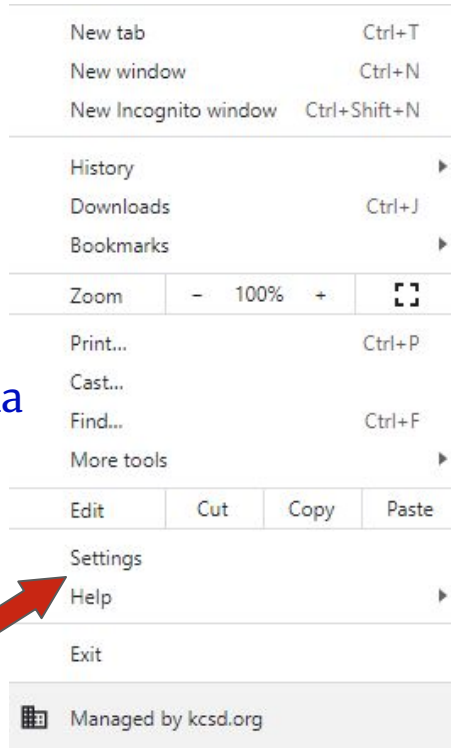 New tab Ctrl+T
New window Ctrl+N
New Incognito window Ctrl+Shift+N
History
Downloads Ctrl+J
Bookmarks
Zoom - 100% +
Print... Ctrl+P
Cast...
a
Find... Ctrl+F
More tools
Edit Cut Copy Paste
Settings
Help
Exit
Managed by kcsd.org